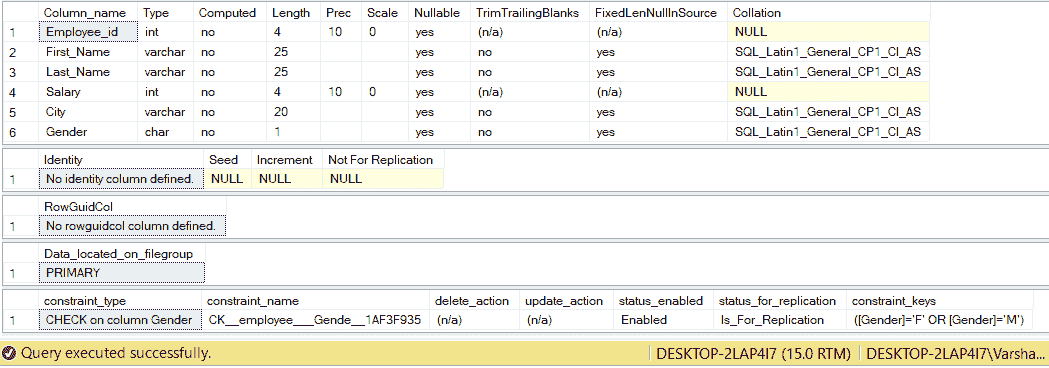 Column_name Type Computed Length Prec Scale Nullable TrimTrailingBlanks FixedLenNullInSource Collation
1 Employee_id int no 4 10 0 yes (n/a) (n/a) NULL
2 First_Name varchar no 25 yes no yes SQL_Latin1_General_CP1_CI_AS
3 Last_Name varchar no 25 yes no yes SQL_Latin1_General_CP1_CI_AS
4 Salary int no 4 10 0 yes (n/a) (n/a) NULL
5 City varchar no 20 yes no yes SQL_Latin1_General_CP1_CI_AS
6 Gender char no 1 yes no yes SQL_Latin1_General_CP1_CI_AS
Identity Seed Increment Not For Replication
1 No identity column defined. NULL NULL NULL
RowGuidCol
1 No rowguidcol column defined.
Data_located_on_filegroup
1 PRIMARY
constraint_type constraint_name delete_action update_action status_enabled status_for_replication constraint_keys
1 CHECK on column Gender CK__employee___Gende__1AF3F935 (n/a) (n/a) Enabled Is_For_Replication ([Gender]='F' OR [Gender]='M')
Query executed successfully. DESKTOP-2LAP4I7 (15.0 RTM) DESKTOP-2LAP4I7\Varsha...